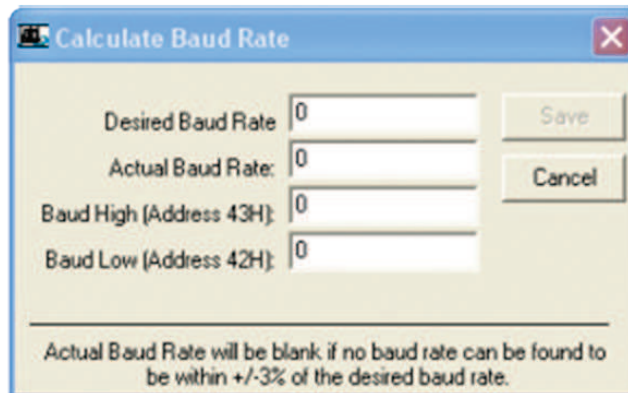 Calculate Baud Rate
Desired Baud Rate 0 Save
Actual Baud Rate: 0 Cancel
Baud High (Address 43H): 0
Baud Low (Address 42H): 0
Actual Baud Rate will be blank if no baud rate can be found to
be within +/-3% of the desired baud rate.